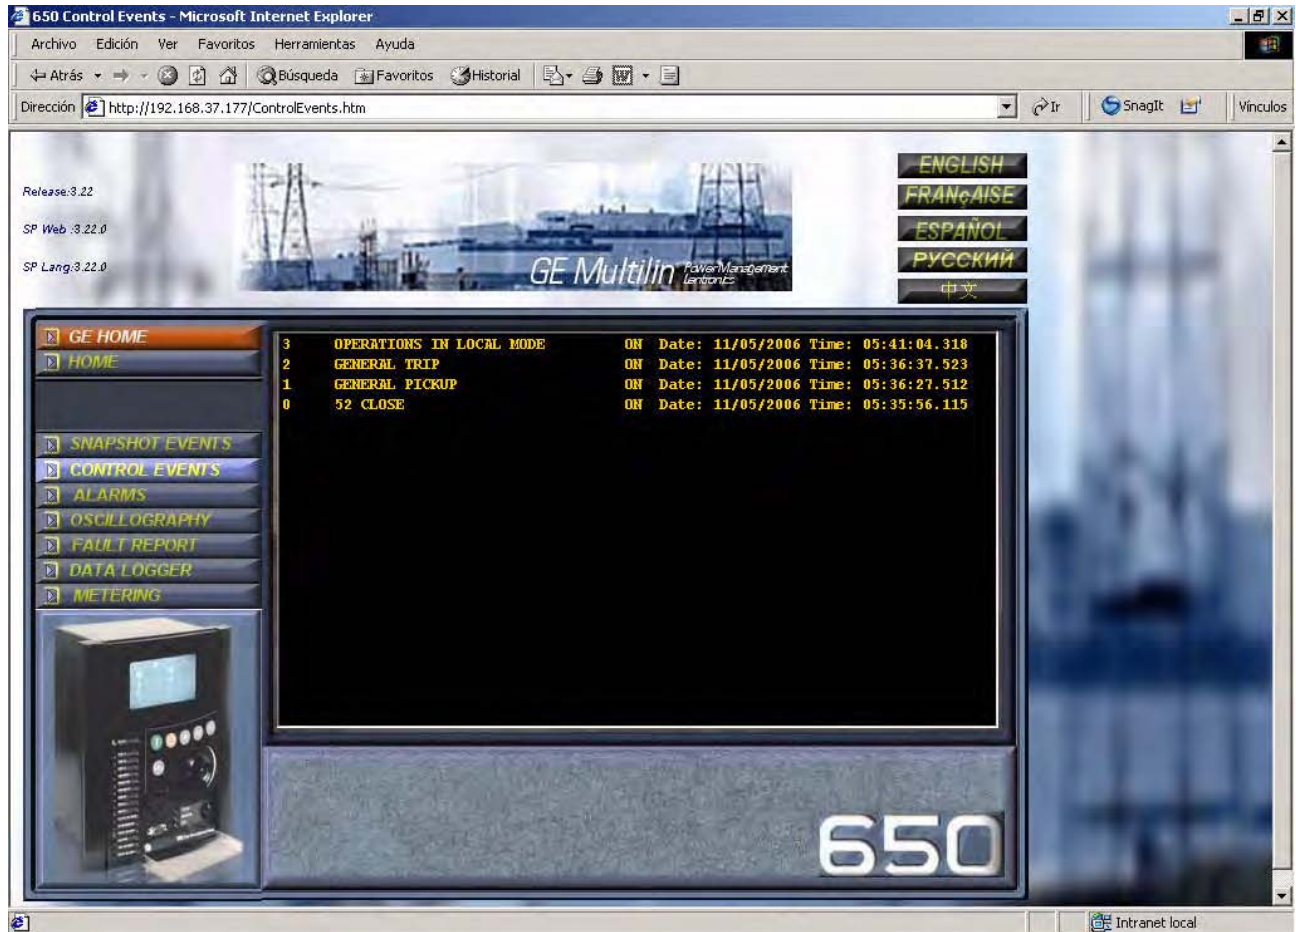 650 Control Events - Microsoft Internet Explorer
Archivo Edición Ver Favoritos Herramientas Ayuda
Atrás Búsqueda Favoritos Historial
Dirección http://192.168.37.177/ControlEvents.htm Ir SnagIt Vínculos
Release:3.22
SP Web :3.22.0
SP Lang:3.22.0
GE Multilin PowerManagement
Lentronics
ENGLISH
FRANçAISE
ESPAÑOL
РУССКИЙ
中文
GE HOME
HOME
SNAPSHOT EVENTS
CONTROL EVENTS
ALARMS
OSCILLOGRAPHY
FAULT REPORT
DATA LOGGER
METERING
3 OPERATIONS IN LOCAL MODE ON Date: 11/05/2006 Time: 05:41:04.318
2 GENERAL TRIP ON Date: 11/05/2006 Time: 05:36:37.523
1 GENERAL PICKUP ON Date: 11/05/2006 Time: 05:36:27.512
0 52 CLOSE ON Date: 11/05/2006 Time: 05:35:56.115
650
Intranet local